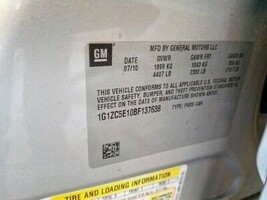 GM
MFD BY GENERAL MOTORS LLC
DATE GVWR GAWR FRT
07/10 1999 KG 1043 KG
4407 LB 2300 LB
THIS VEHICLE CONFORMS TO ALL APPLICABLE U.S. FEDERAL
MOTOR VEHICLE SAFETY, BUMPER, AND THEFT PREVENTION
STANDARDS IN EFFECT ON THE
DATE OF MANUFACTURE SHOWN ABOVE.
1G1ZC5E10BF137638 TYPE: PASS CAR
TIRE AND LOADING INFORMATION